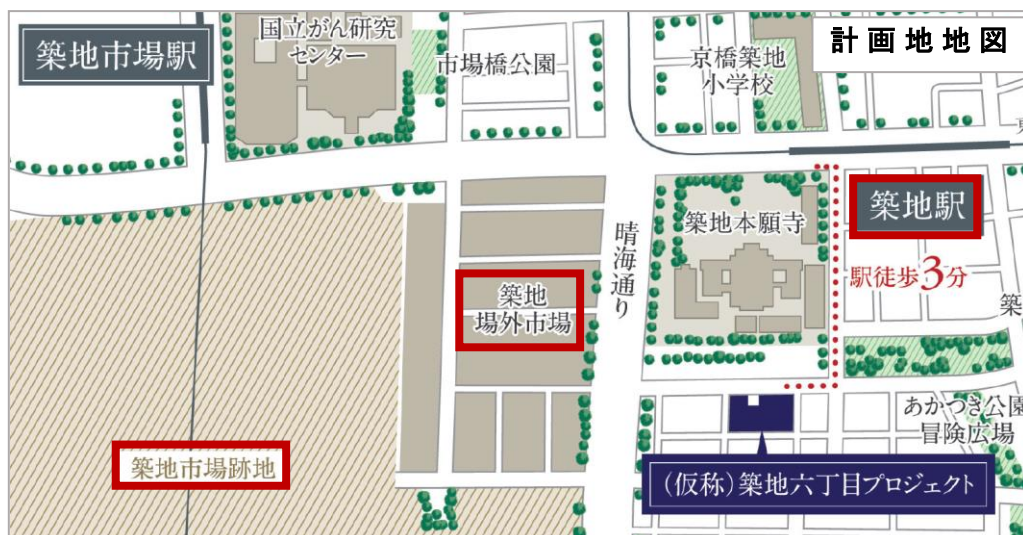 計画地地図
築地市場駅
国立がん研究
センター
市場橋公園
京橋築地
小学校
築地駅
駅徒歩3分
築地本願寺
晴海通り
築地
場外市場
築
あかつき公園
冒険広場
築地市場跡地
(仮称)築地六丁目プロジェクト